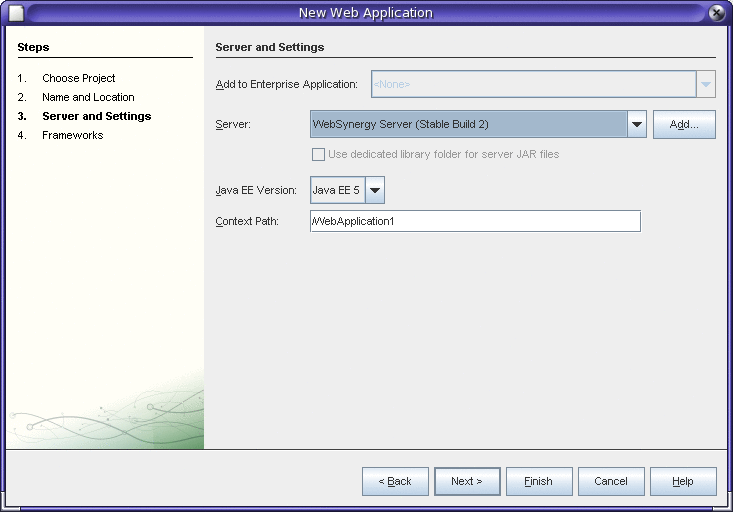 New Web Application
Steps
1. Choose Project
2. Name and Location
3. Server and Settings
4. Frameworks
Server and Settings
Add to Enterprise Application: <None>
Server: WebSynergy Server (Stable Build 2) Add...
Use dedicated library folder for server JAR files
Java EE Version: Java EE 5
Context Path: /WebApplication1
< Back Next > Finish Cancel Help